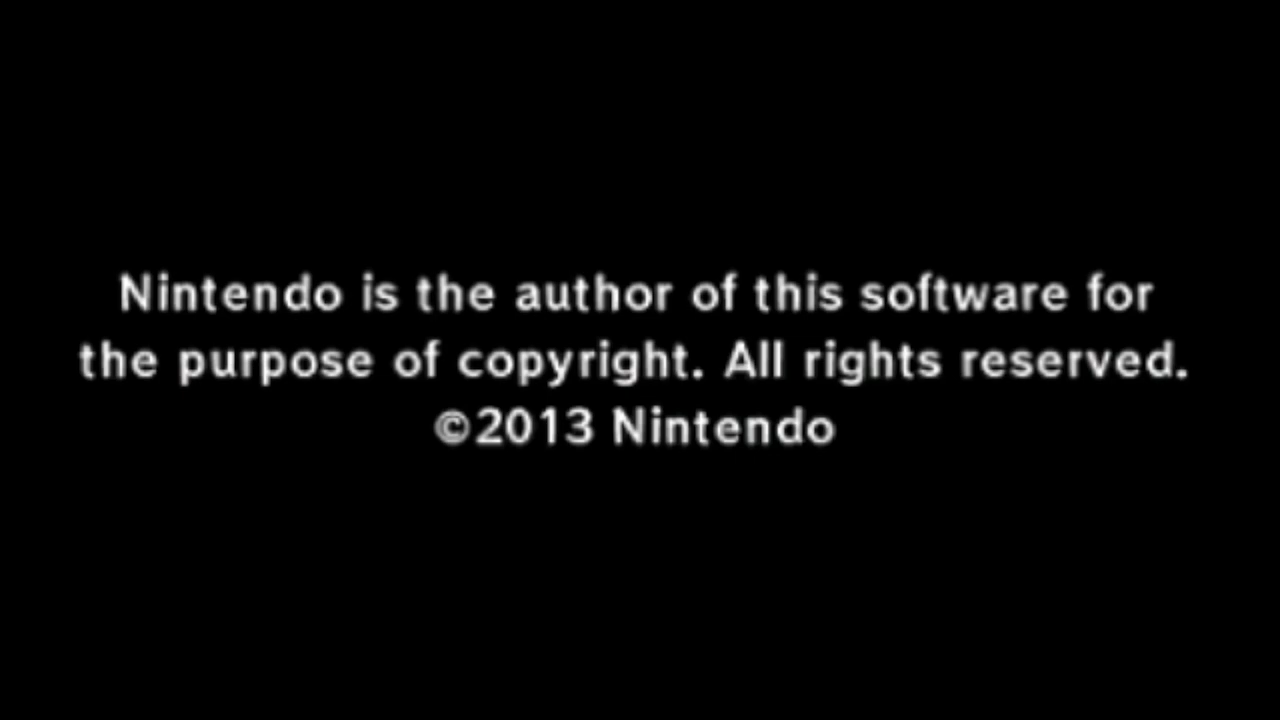 Nintendo is the author of this software for
the purpose of copyright. All rights reserved.
©2013 Nintendo